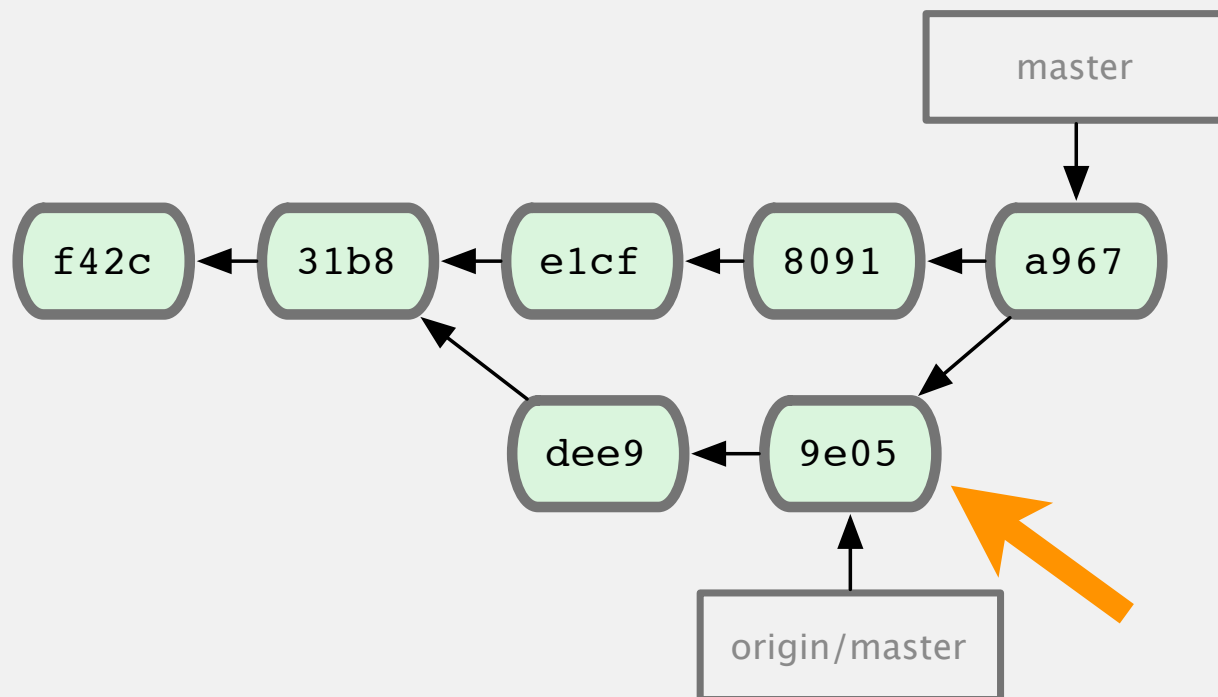 master
f42c
31b8
e1cf
8091
a967
dee9
9e05
origin/master